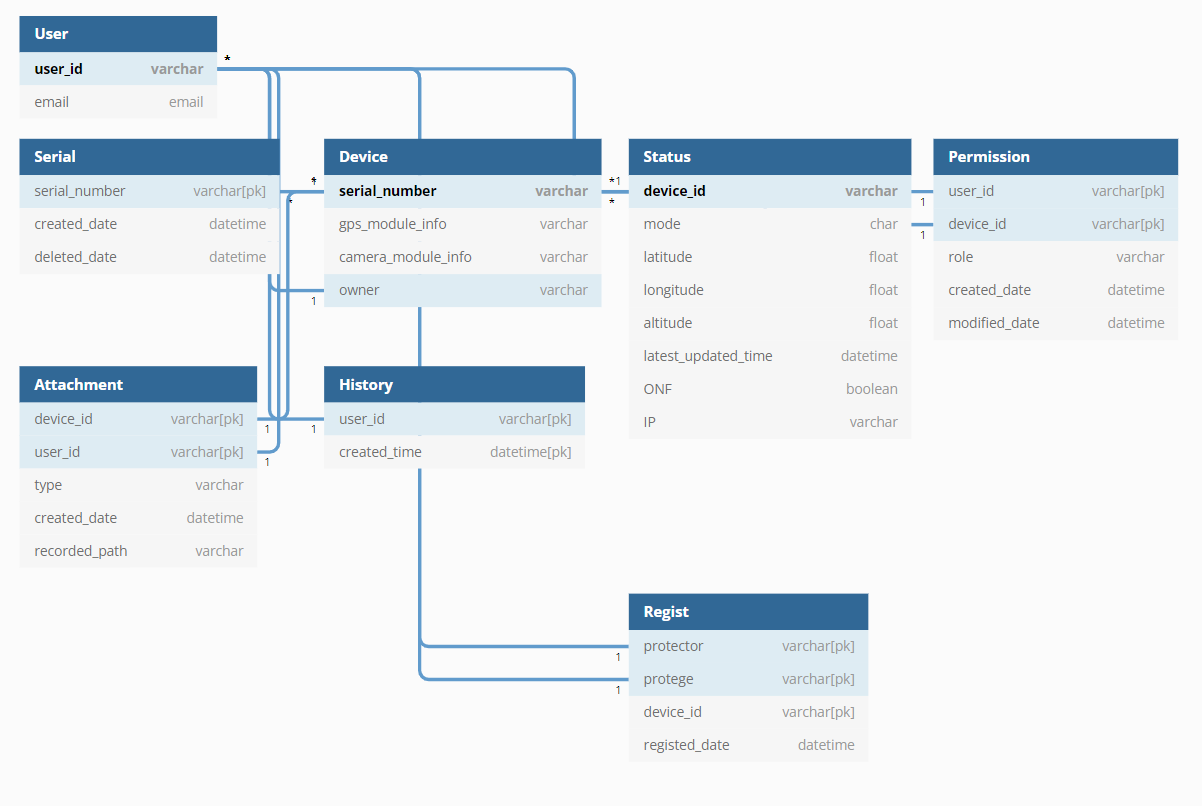 User
user_id varchar
*
email email
Serial
serial_number varchar[pk]
created_date datetime
deleted_date datetime
*
*
Device
serial_number varchar
gps_module_info varchar
camera_module_info varchar
owner varchar
1
*1
*
Status
device_id varchar
mode char
latitude float
longitude float
altitude float
latest_updated_time datetime
ONF boolean
IP varchar
1
1
Permission
user_id varchar[pk]
device_id varchar[pk]
role varchar
created_date datetime
modified_date datetime
Attachment
device_id varchar[pk]
user_id varchar[pk]
type varchar
created_date datetime
recorded_path varchar
1
1
1
History
user_id varchar[pk]
created_time datetime[pk]
Regist
protector varchar[pk]
1
protege varchar[pk]
1
device_id varchar[pk]
registed_date datetime